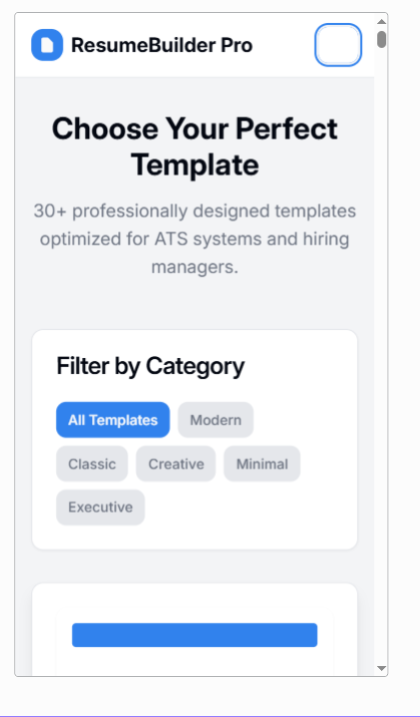 ResumeBuilder Pro
Choose Your Perfect
Template
30+ professionally designed templates
optimized for ATS systems and hiring
managers.
Filter by Category
All Templates Modern
Classic Creative Minimal
Executive